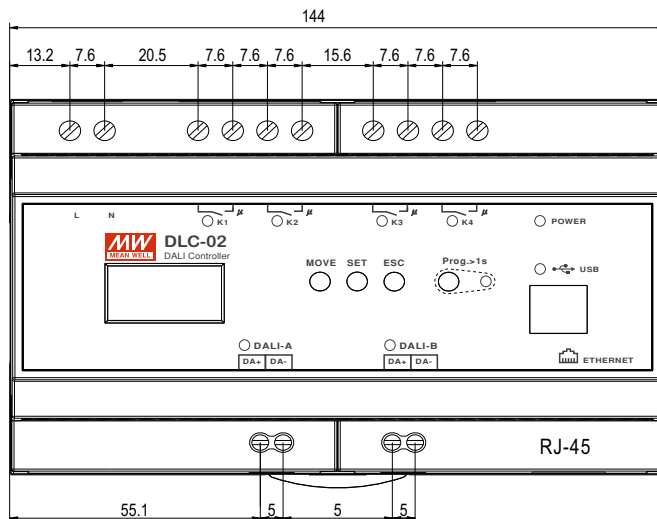 144
13.2 7.6 20.5 7.6 7.6 7.6 15.6 7.6 7.6 7.6
L N K1 μ K2 μ K3 μ K4 μ POWER
MW
MEAN WELL
DLC-02
DALI Controller
MOVE SET ESC Prog.>1s
USB
DALI-A DALI-B
DA+ DA- DA+ DA-
ETHERNET
RJ-45
55.1 5 5 5